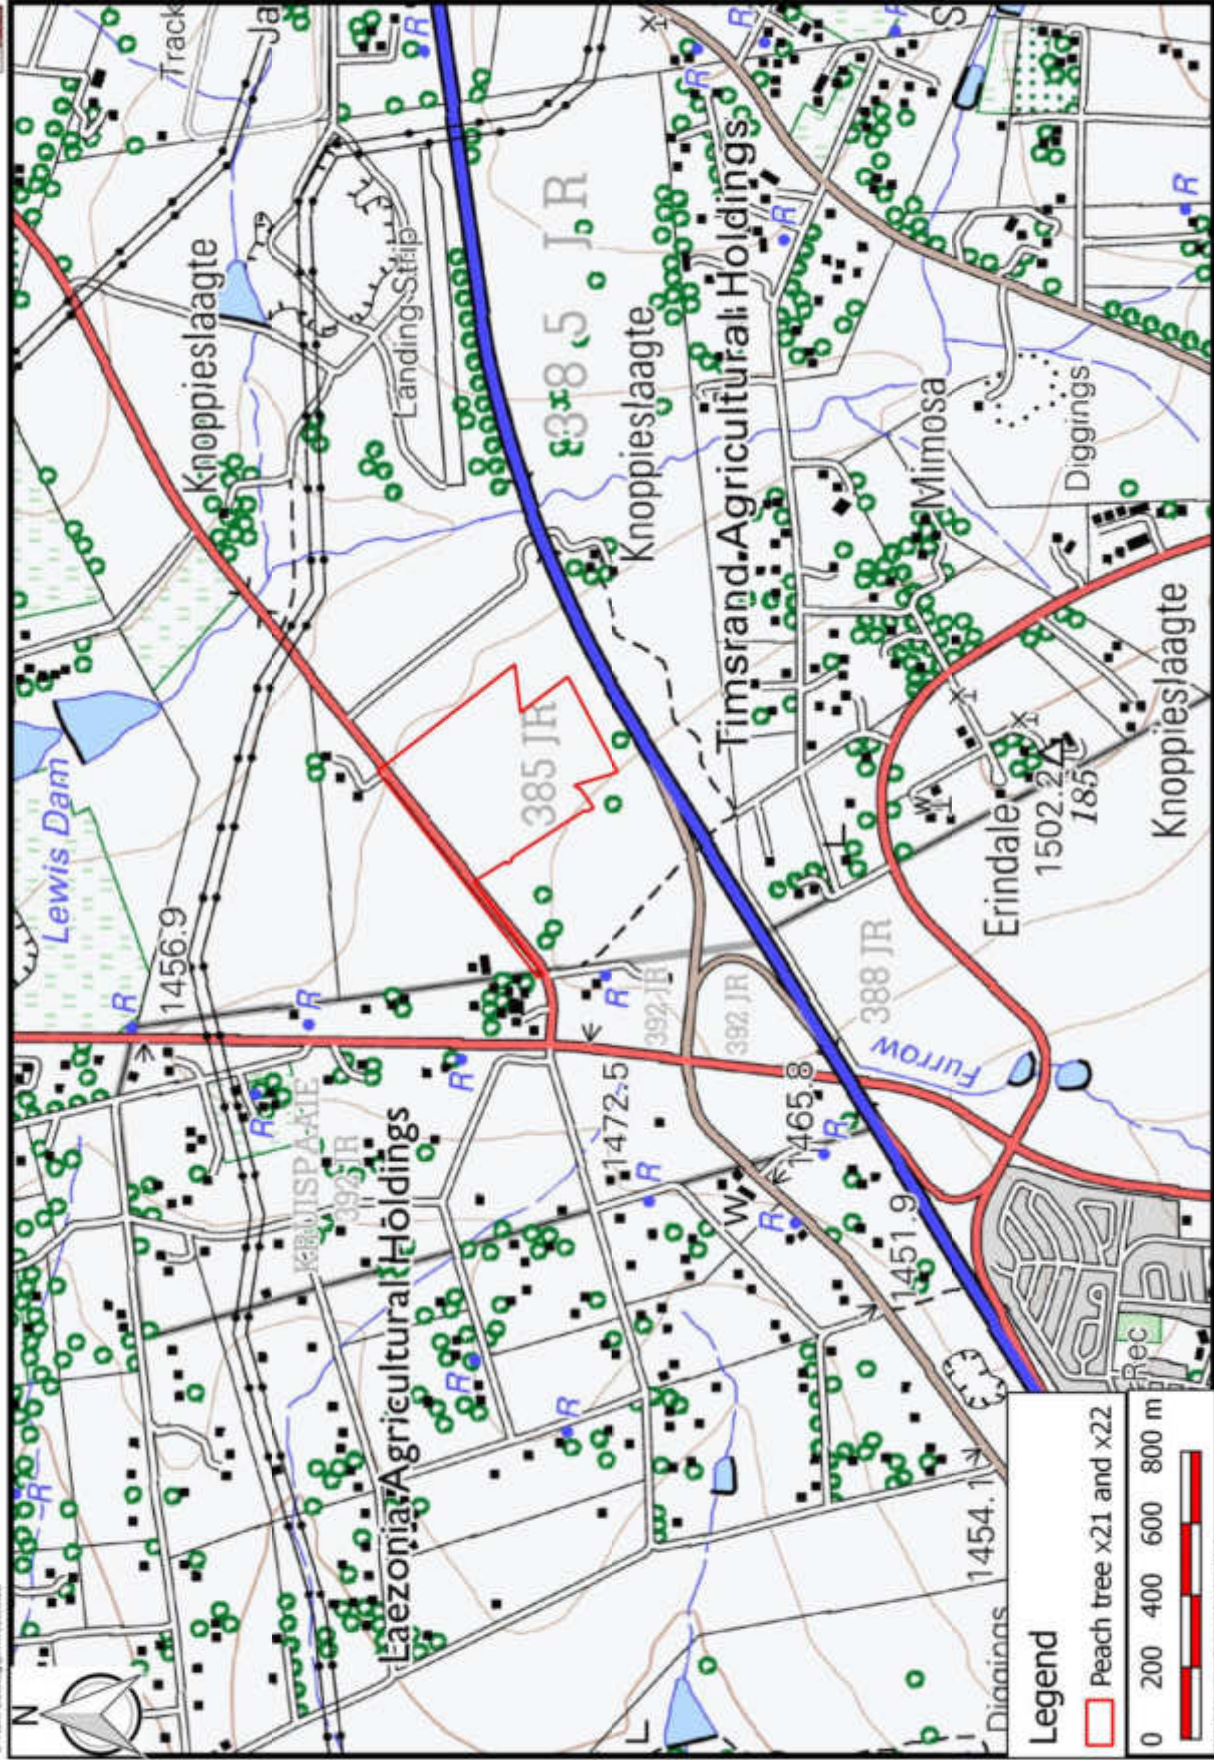 N
R
Lewis Dam
Knoppieslaagte
Track
Ja
R
1456.9
R
R
R
KRUISPAAIE
392 JR
R
Laezonia Agricultural Holdings
Landing Strip
385 JR
385 JR
R
R
R
R
1472.5
R
392 JR
Knoppieslaagte
R
R
R
392 JR
Timsrand Agricultural Holdings
R
W
R
1465.8
R
388 JR
Furrow
W
Mimosa
S
1451.9
Erindale
1502.2
185
Diggings
1454.1
Diggings
Rec
Knoppieslaagte
R
L
Legend
Peach tree x21 and x22
0 200 400 600 800 m